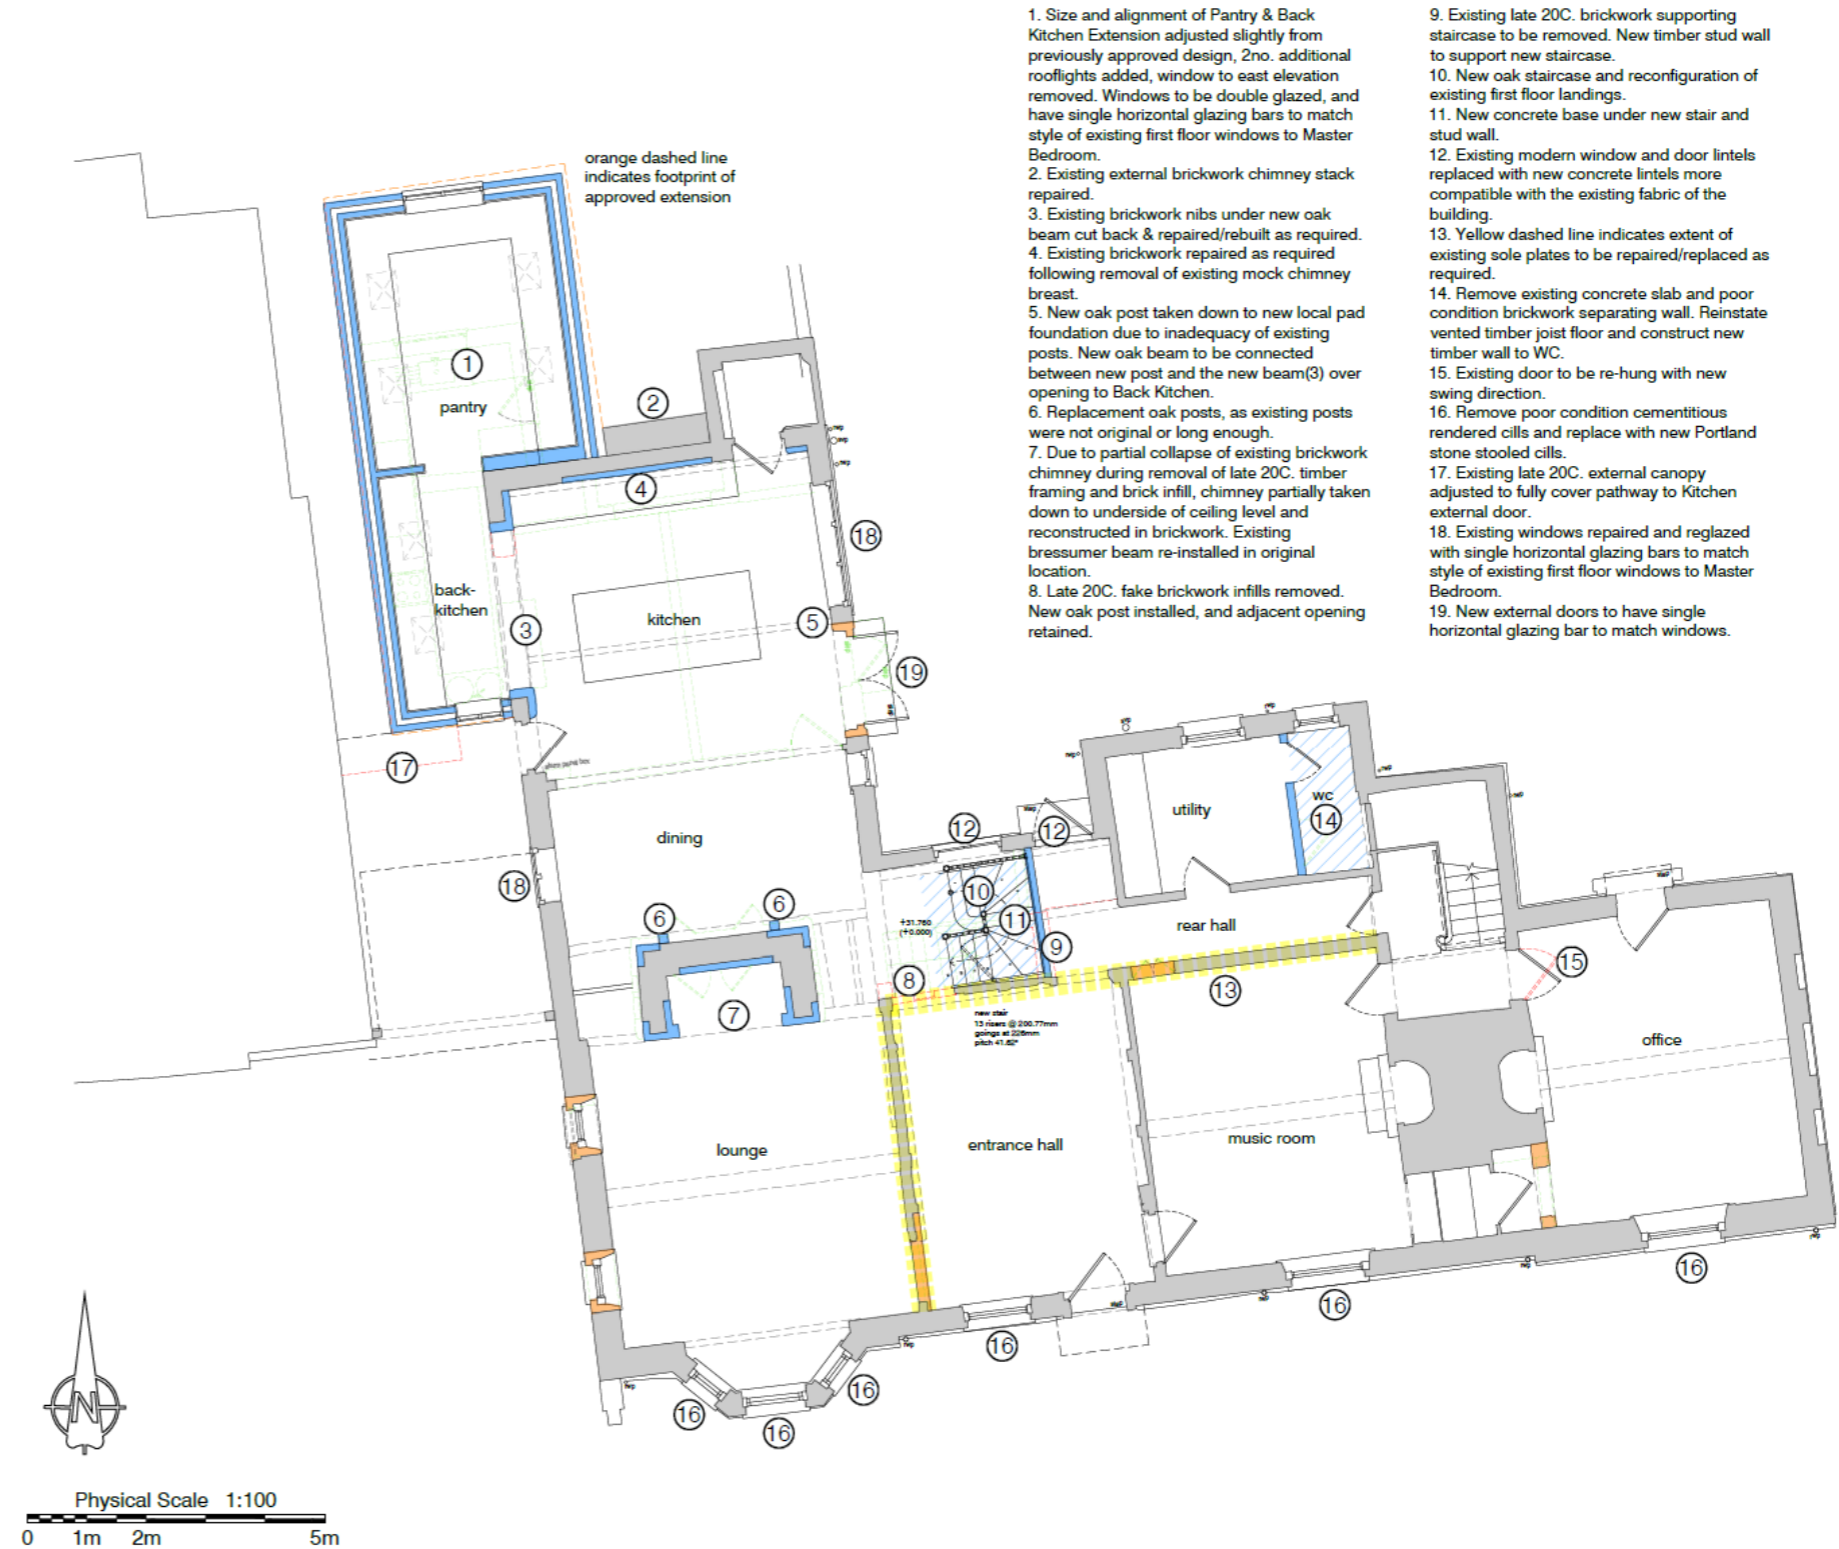 1. Size and alignment of Pantry & Back
Kitchen Extension adjusted slightly from
previously approved design, 2no. additional
rooflights added, window to east elevation
removed. Windows to be double glazed, and
have single horizontal glazing bars to match
style of existing first floor windows to Master
Bedroom.
2. Existing external brickwork chimney stack
repaired.
3. Existing brickwork nibs under new oak
beam cut back & repaired/rebuilt as required.
4. Existing brickwork repaired as required
following removal of existing mock chimney
breast.
5. New oak post taken down to new local pad
foundation due to inadequacy of existing
posts. New oak beam to be connected
between new post and the new beam(3) over
opening to Back Kitchen.
6. Replacement oak posts, as existing posts
were not original or long enough.
7. Due to partial collapse of existing brickwork
chimney during removal of late 20C. timber
framing and brick infill, chimney partially taken
down to underside of ceiling level and
reconstructed in brickwork. Existing
bressumer beam re-installed in original
location.
8. Late 20C. fake brickwork infills removed.
New oak post installed, and adjacent opening
retained.
9. Existing late 20C. brickwork supporting
staircase to be removed. New timber stud wall
to support new staircase.
10. New oak staircase and reconfiguration of
existing first floor landings.
11. New concrete base under new stair and
stud wall.
12. Existing modern window and door lintels
replaced with new concrete lintels more
compatible with the existing fabric of the
building.
13. Yellow dashed line indicates extent of
existing sole plates to be repaired/replaced as
required.
14. Remove existing concrete slab and poor
condition brickwork separating wall. Reinstate
vented timber joist floor and construct new
timber wall to WC.
15. Existing door to be re-hung with new
swing direction.
16. Remove poor condition cementitious
rendered cills and replace with new Portland
stone stooled cills.
17. Existing late 20C. external canopy
adjusted to fully cover pathway to Kitchen
external door.
18. Existing windows repaired and reglazed
with single horizontal glazing bars to match
style of existing first floor windows to Master
Bedroom.
19. New external doors to have single
horizontal glazing bar to match windows.
orange dashed line
indicates footprint of
approved extension
1
pantry
2
4
18
back-
kitchen
3
kitchen
5
19
17
dining
utility
wc
14
12
12
18
10
6
6
11
+31.760
(+0.000)
9
rear hall
8
7
13
15
new stair
13 risers @ 200.77mm
goings at 226mm
pitch 41.62°
office
lounge
entrance hall
music room
16
16
16
16
16
16
N
Physical Scale 1:100
0 1m 2m 5m